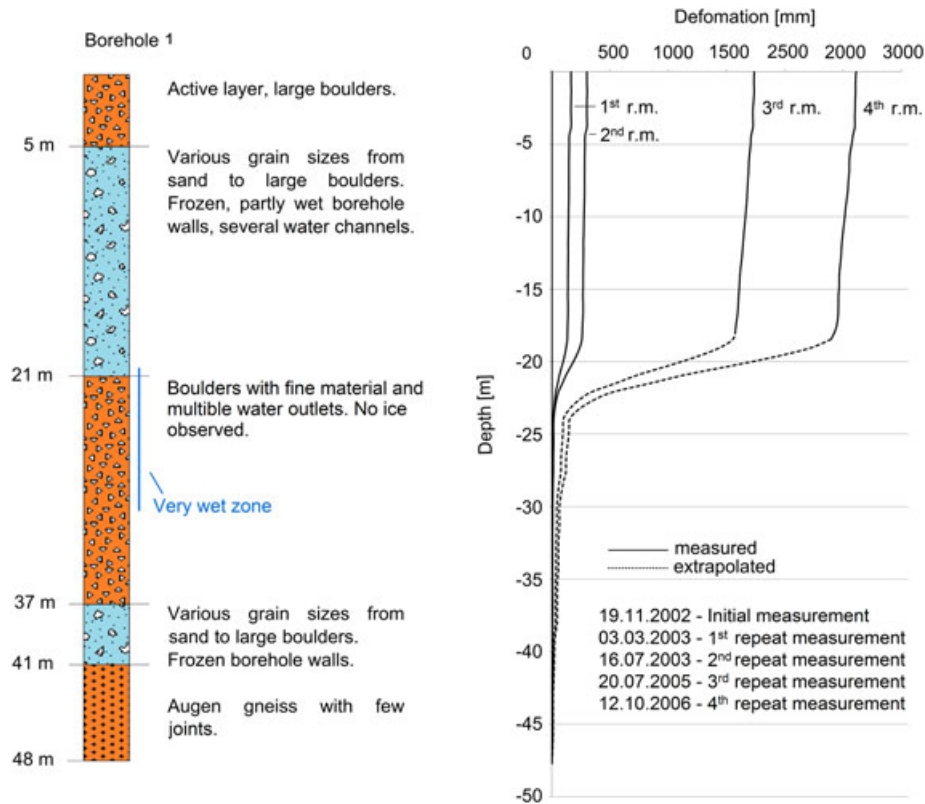 Borehole 1
Active layer, large boulders.
5 m
Various grain sizes from
sand to large boulders.
Frozen, partly wet borehole
walls, several water channels.
21 m
Boulders with fine material and
multible water outlets. No ice
observed.
Very wet zone
37 m
Various grain sizes from
sand to large boulders.
Frozen borehole walls.
41 m
Augen gneiss with few
joints.
48 m
Defomation [mm]
0 500 1000 1500 2000 3000
1st r.m.
2nd r.m.
3rd r.m.
4th r.m.
Depth [m]
-5
-10
-15
-20
-25
-30
-35
-40
-45
-50
measured
extrapolated
19.11.2002 - Initial measurement
03.03.2003 - 1st repeat measurement
16.07.2003 - 2nd repeat measurement
20.07.2005 - 3rd repeat measurement
12.10.2006 - 4th repeat measurement